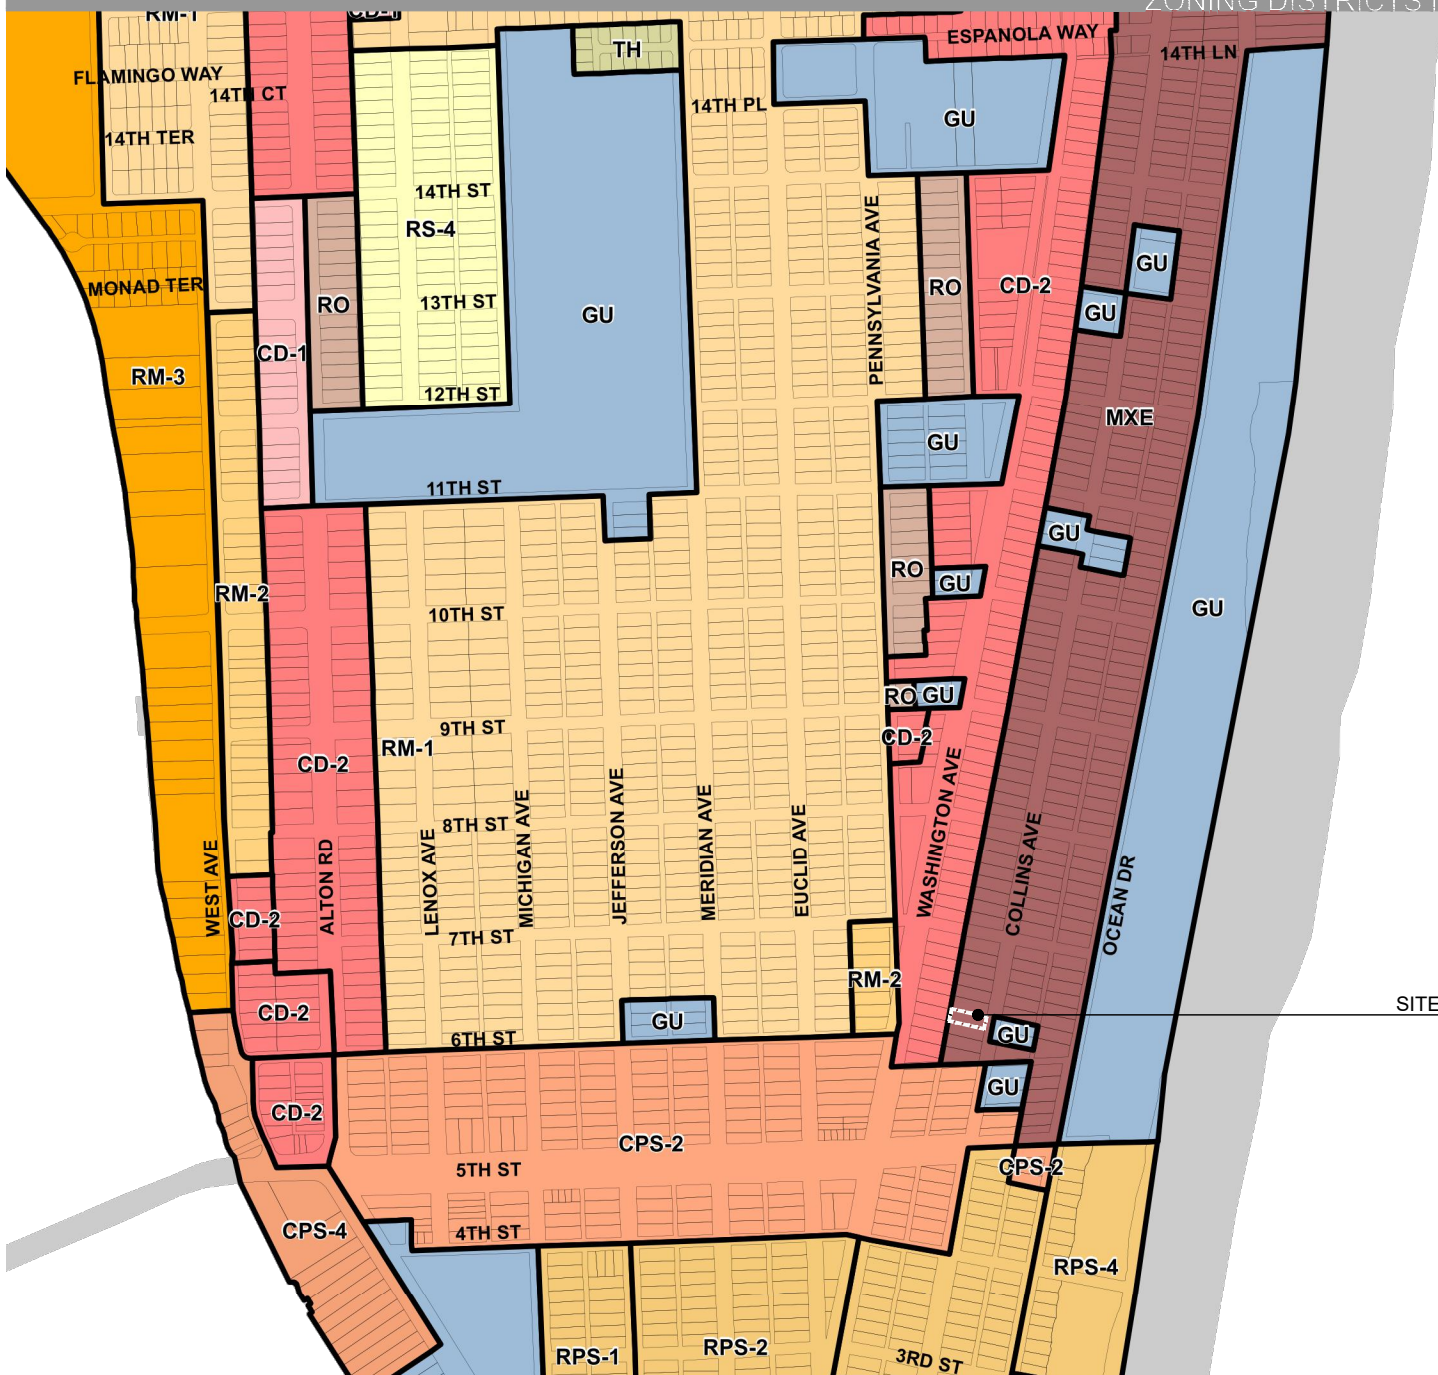 ZONING DISTRICTS
RM-1
CD-1
TH
ESPANOLA WAY
14TH LN
FLAMINGO WAY
14TH CT
14TH PL
GU
14TH TER
14TH ST
RS-4
PENNSYLVANIA AVE
GU
MONAD TER
RO
13TH ST
GU
RO
CD-2
GU
CD-1
RM-3
12TH ST
MXE
GU
11TH ST
GU
RO
GU
RM-2
10TH ST
GU
RO
GU
9TH ST
RM-1
CD-2
CD-2
8TH ST
WEST AVE
ALTON RD
LENOX AVE
MICHIGAN AVE
JEFFERSON AVE
MERIDIAN AVE
EUCLID AVE
WASHINGTON AVE
COLLINS AVE
OCEAN DR
CD-2
7TH ST
RM-2
CD-2
GU
SITE
GU
6TH ST
GU
CD-2
CPS-2
5TH ST
CPS-2
CPS-4
4TH ST
RPS-4
RPS-1
RPS-2
3RD ST